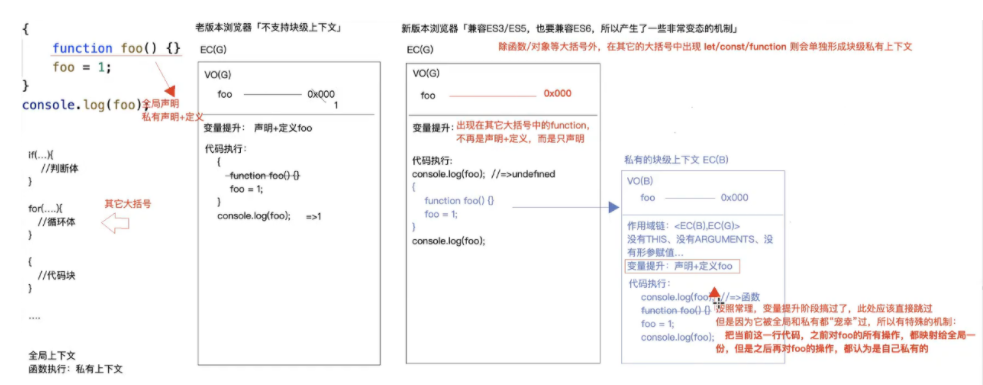 {
function foo() {}
foo = 1;
}
console.log(foo);
全局声明
私有声明+定义
if(...){
//判断体
}
for(....){
//循环体
}
{
//代码块
}
....
其它大括号
全局上下文
函数执行：私有上下文
老版本浏览器「不支持块级上下文」
EC(G)
VO(G)
foo 0x000
1
变量提升： 声明+定义foo
代码执行：
{
function foo() {}
foo = 1;
}
console.log(foo); =>1
新版本浏览器「兼容ES3/ES5，也要兼容ES6，所以产生了一些非常变态的机制」
除函数/对象等大括号外，在其它的大括号中出现 let/const/function 则会单独形成块级私有上下文
EC(G)
VO(G)
foo 0x000
变量提升: 出现在其它大括号中的function，
不再是声明+定义，而是只声明
代码执行:
console.log(foo); //=>undefined
{
function foo() {}
foo = 1;
}
console.log(foo);
私有的块级上下文 EC(B)
VO(B)
foo 0x000
作用域链：<EC(B),EC(G)>
没有THIS、没有ARGUMENTS、没
有形参赋值...
变量提升：声明+定义foo
代码执行：
console.log(foo); //=>函数
function foo() {}
foo = 1;
console.log(foo);
按照常理，变量提升阶段搞过了，此处应该直接跳过
但是因为它被全局和私有都“宠幸”过，所以有特殊的机制：
把当前这一行代码，之前对foo的所有操作，都映射给全局一
份，但是之后再对foo的操作，都认为是自己私有的